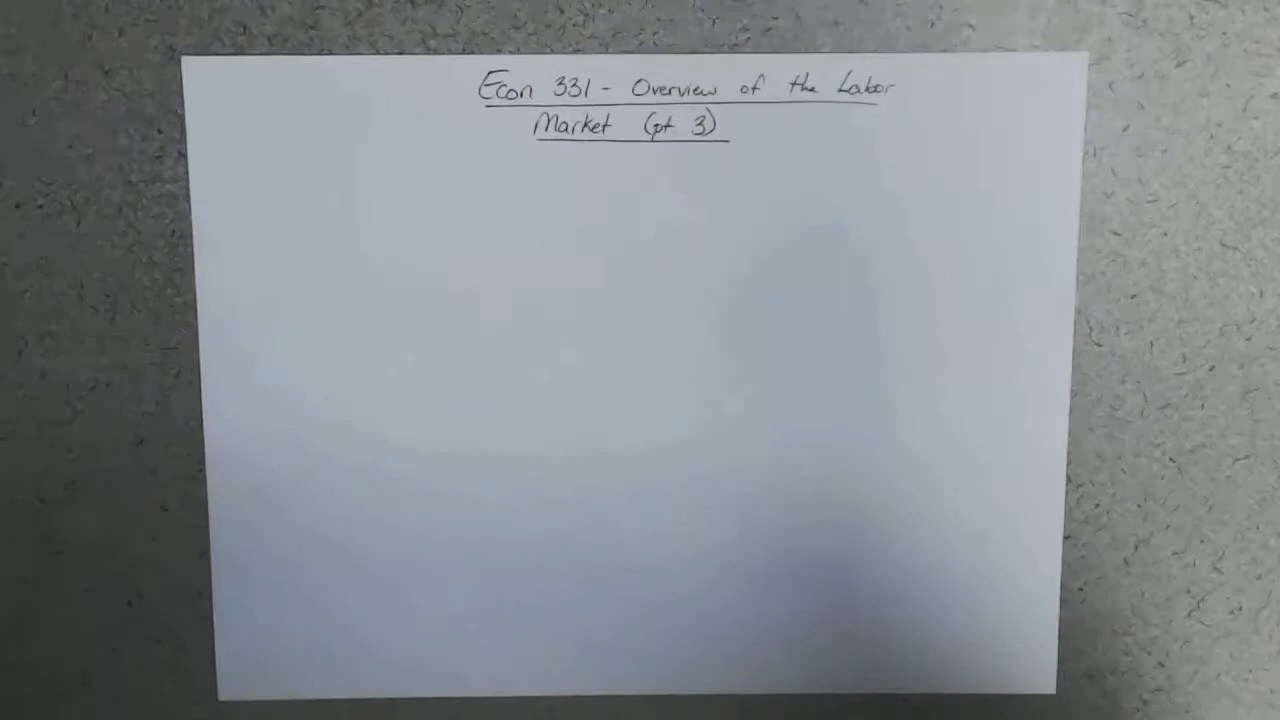 Econ 331 - Overview of the Labor
Market (pt 3)